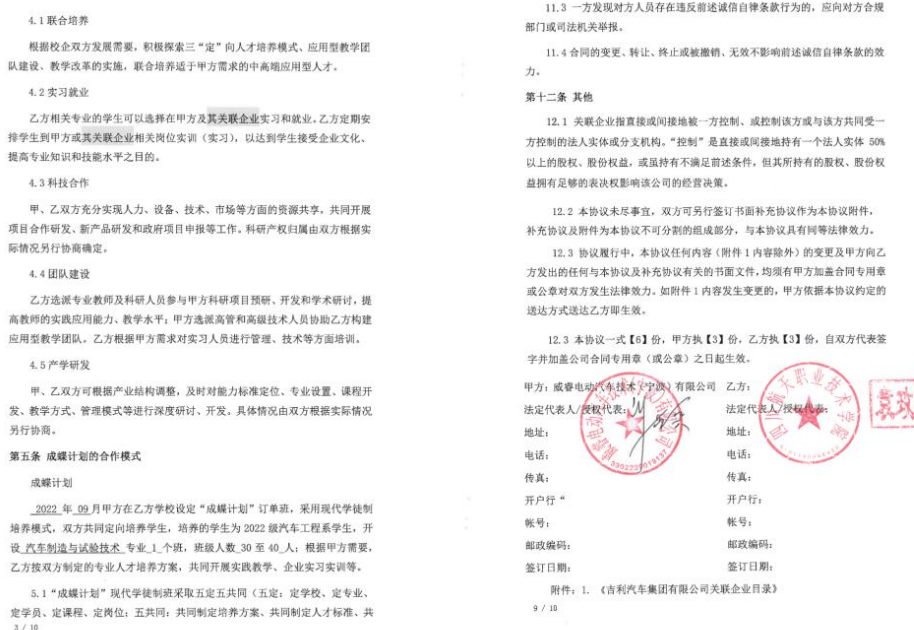 4.1 联合培养
根据校企双方发展需要，积极探索三“定”向人才培养模式、应用型教学团
队建设、教学改革的实施，联合培养适于甲方需求的中高端应用型人才。
4.2 实习就业
乙方相关专业的学生可以选择在甲方及其关联企业实习和就业。乙方定期安
排学生到甲方或其关联企业相关岗位实训（实习），以达到学生接受企业文化、
提高专业知识和技能水平之目的。
4.3 科技合作
甲、乙双方充分实现人力、设备、技术、市场等方面的资源共享，共同开展
项目合作研发、新产品研发和政府项目申报等工作。科研产权归属由双方根据实
际情况另行协商确定。
4.4 团队建设
乙方选派专业教师及科研人员参与甲方科研项目预研、开发和学术研讨，提
高教师的实践应用能力、教学水平；甲方选派高管和高级技术人员协助乙方构建
应用型教学团队。乙方根据甲方需求对实习人员进行管理、技术等方面培训。
4.5 产学研发
甲、乙双方可根据产业结构调整，及时对能力标准定位、专业设置、课程开
发、教学方式、管理模式等进行深度研讨、开发。具体情况由双方根据实际情况
另行协商。
第五条 成蝶计划的合作模式
成蝶计划
2022 年 09 月甲方在乙方学校设定“成蝶计划”订单班，采用现代学徒制
培养模式，双方共同定向培养学生，培养的学生为 2022 级汽车工程系学生，开
设 汽车制造与试验技术 专业 1 个班，班级人数 30 至 40 人；根据甲方需要，
乙方按双方制定的专业人才培养方案，共同开展实践教学、企业实习实训等。
5.1“成蝶计划”现代学徒制班采取五定五共同（五定：定学校、定专业、
定学员、定课程、定岗位；五共同：共同制定培养方案、共同制定人才标准、共
3 / 10
11.3 一方发现对方人员存在违反前述诚信自律条款行为的，应向对方合规
部门或司法机关举报。
11.4 合同的变更、转让、终止或被撤销、无效不影响前述诚信自律条款的效
力。
第十二条 其他
12.1 关联企业指直接或间接地被一方控制、或控制该方或与该方共同受一
方控制的法人实体或分支机构。“控制”是直接或间接地持有一个法人实体 50%
以上的股权、股份权益，或虽持有不满足前述条件，但其所持有的股权、股份权
益拥有足够的表决权影响该公司的经营决策。
12.2 本协议未尽事宜，双方可另行签订书面补充协议作为本协议附件，
补充协议及附件为本协议不可分割的组成部分，与本协议具有同等法律效力。
12.3 协议履行中，本协议任何内容（附件 1 内容除外）的变更及甲方向乙
方发出的任何与本协议及补充协议有关的书面文件，均须有甲方加盖合同专用章
或公章对双方发生法律效力。如附件 1 内容发生变更的，甲方依据本协议约定的
送达方式送达乙方即生效。
12.3 本协议一式【6】份，甲方执【3】份，乙方执【3】份，自双方代表签
字并加盖公司合同专用章（或公章）之日起生效。
甲方：威睿电动汽车技术（宁波）有限公司 乙方：
法定代表人/授权代表： 法定代表人/授权代表：
地址： 地址：
电话： 电话：
传真： 传真：
开户行“ 开户行：
帐号： 帐号：
邮政编码： 邮政编码：
签订日期： 签订日期：
四川航天职业技术学院
附件：1. 《吉利汽车集团有限公司关联企业目录》
9 / 10